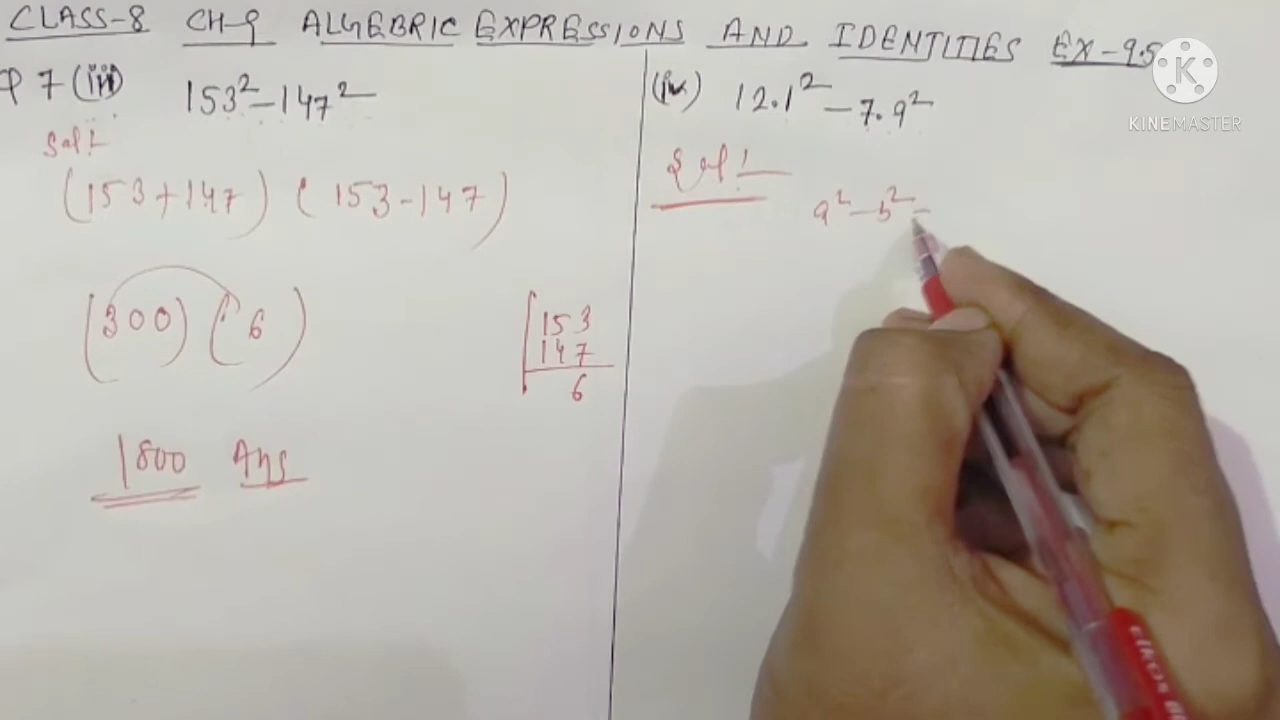 CLASS-8 CH-9 ALGEBRIC EXPRESSIONS AND IDENTITIES EX-9.5
K
KINEMASTER
7 (iii) 153² - 147²
Sol!
(153 + 147) (153 - 147)
(300) (6)
153
147
6
1800 Ans
(iv) 12.1² - 7.9²
Sol!
a² - b² =